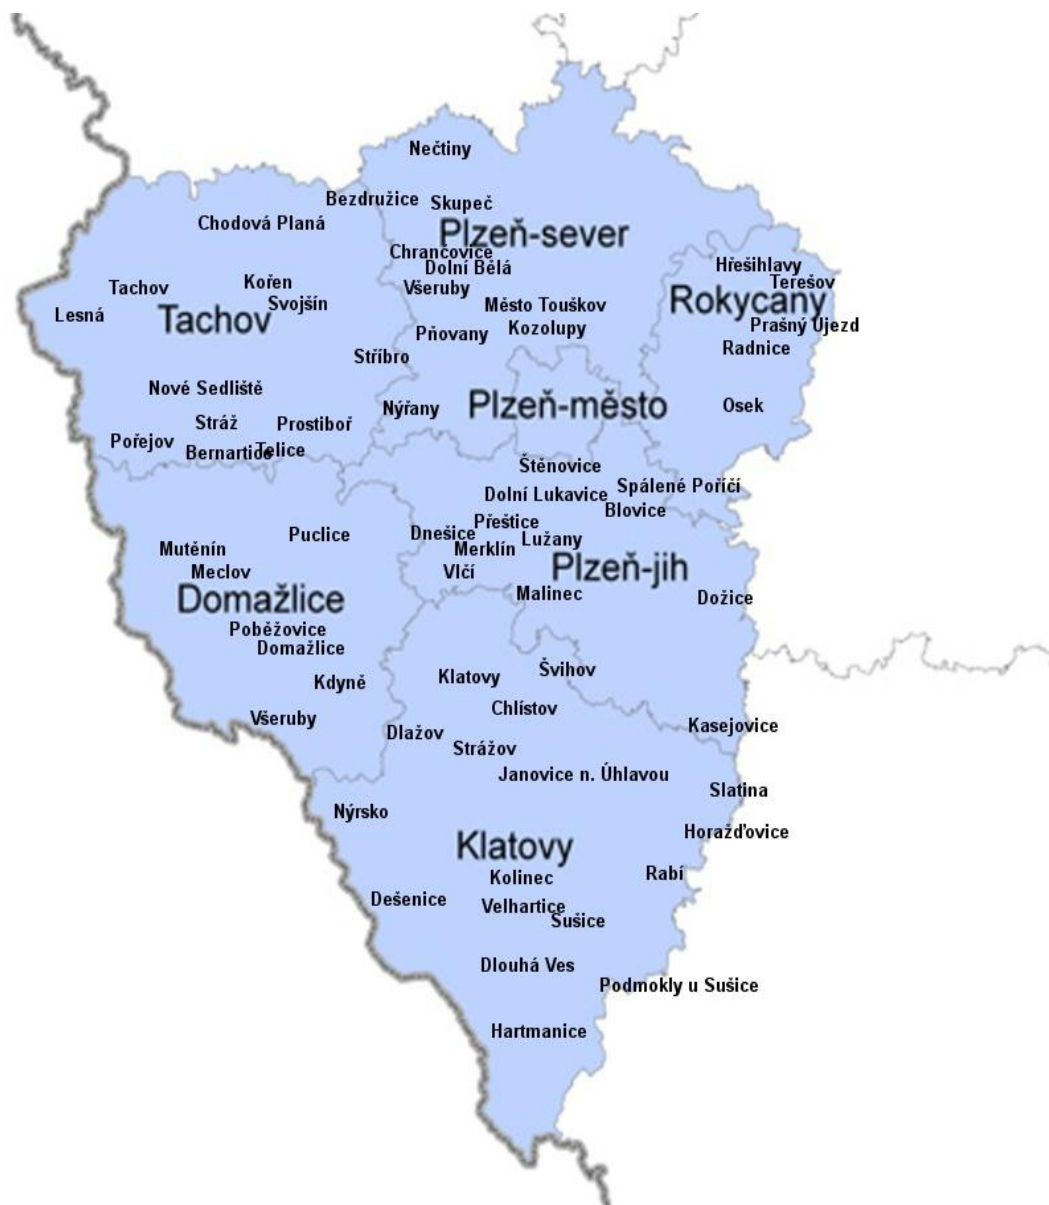 Nečtiny
Bezdružice
Skupeč
Chodová Planá
Plzeň-sever
Chrančovice
Hřešihlavy
Dolní Bělá
Tachov
Kořen
Všeruby
Terešov
Rokycany
Svojšín
Město Touškov
Lesná
Tachov
Kozolupy
Prašný Újezd
Pňovany
Radnice
Stříbro
Nové Sedliště
Nýřany
Plzeň-město
Osek
Stráž
Prostiboř
Pořejov
Bernartice
Telice
Štěnovice
Spálené Poříčí
Dolní Lukavice
Blovice
Přeštice
Puclice
Dnešice
Lužany
Mutěnín
Merklín
Meclov
Vlčí
Plzeň-jih
Domažlice
Malinec
Dožice
Poběžovice
Domažlice
Švihov
Kdyně
Klatovy
Chlístov
Všeruby
Kasejovice
Dlažov
Strážov
Janovice n. Úhlavou
Slatina
Nýrsko
Horažďovice
Klatovy
Rabí
Kolinec
Dešenice
Velhartice
Sušice
Dlouhá Ves
Podmokly u Sušice
Hartmanice